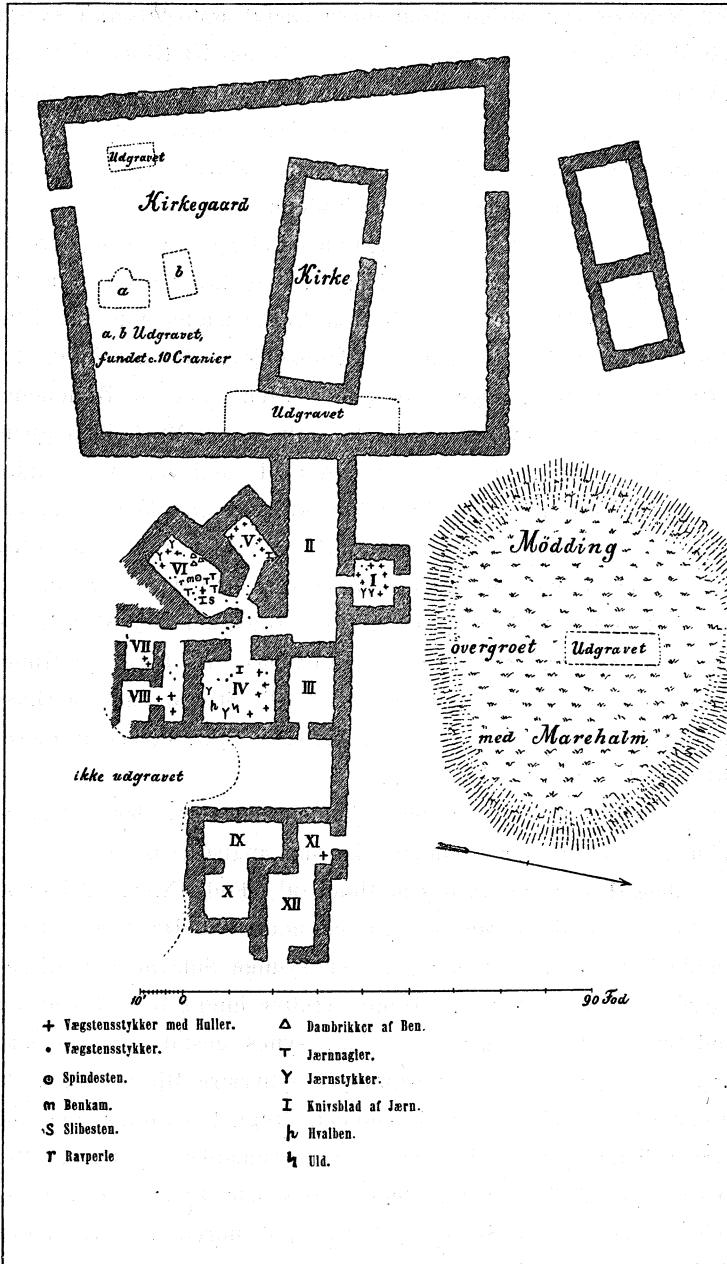 Udgravet
Kirkegaard
Kirke
a
b
a, b Udgravet,
fundet c. 10 Cranier
Udgravet
V
II
VI
I
VII
VIII
IV
III
ikke udgravet
IX
XI
X
XII
Mödding
overgroet
Udgravet
med Marehalm
10' 0 90 Fod
+ Vægstensstykker med Huller.
• Vægstensstykker.
Spindesten.
m Benkam.
S Slibesten.
r Ravperle
△ Dambrikker af Ben.
T Jærnnagler.
Y Jærnstykker.
I Knivsblad af Jærn.
Hvalben.
Uld.